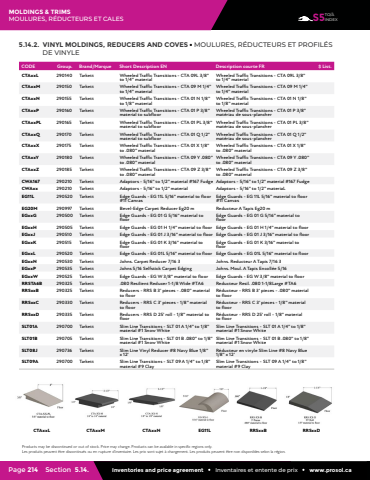 MOLDINGS & TRIMS
MOULURES, RÉDUCTEURS ET CALES
55 TOIS INDEX
5.14.2. VINYL MOLDINGS, REDUCERS AND COVES • MOULURES, RÉDUCTEURS ET PROFILÉS
DE VINYLE
CODE Group. Brand/Marque Short Description EN Description courte FR $ List.
CTAxxL 290140 Tarkett Wheeled Traffic Transitions - CTA 09L 3/8" to 1/4" material Wheeled Traffic Transitions - CTA 09L 3/8" to 1/4" material
CTAxxM 290150 Tarkett Wheeled Traffic Transitions - CTA 09 M 1/4" to 1/4" material Wheeled Traffic Transitions - CTA 09 M 1/4" to 1/4" material
CTAxxN 290155 Tarkett Wheeled Traffic Transitions - CTA 01 N 1/8" to 1/8" material Wheeled Traffic Transitions - CTA 01 N 1/8" to 1/8" material
CTAxxP 290160 Tarkett Wheeled Traffic Transitions - CTA 01 P 3/8" material to subfloor Wheeled Traffic Transitions - CTA 01 P 3/8" matériau de sous-plancher
CTAxxPL 290165 Tarkett Wheeled Traffic Transitions - CTA 01 PL 3/8" material to subfloor Wheeled Traffic Transitions - CTA 01 PL 3/8" matériau de sous-plancher
CTAxxQ 290170 Tarkett Wheeled Traffic Transitions - CTA 01 Q 1/2" material to subfloor Wheeled Traffic Transitions - CTA 01 Q 1/2" matériau de sous-plancher
CTAxxX 290175 Tarkett Wheeled Traffic Transitions - CTA 01 X 1/8" to .080" material Wheeled Traffic Transitions - CTA 01 X 1/8" to .080" material
CTAxxY 290180 Tarkett Wheeled Traffic Transitions - CTA 09 Y .080" to .080" material Wheeled Traffic Transitions - CTA 09 Y .080" to .080" material
CTAxxZ 290185 Tarkett Wheeled Traffic Transitions - CTA 09 Z 3/8" to .080" material Wheeled Traffic Transitions - CTA 09 Z 3/8" to .080" material
CWA167 290210 Tarkett Adaptors - 5/16" to 1/2" material #167 Fudge Adaptors - 5/16" to 1/2" material #167 Fudge
CWAxx 290210 Tarkett Adaptors - 5/16" to 1/2" material Adaptors - 5/16" to 1/2" material
EG11L 290520 Tarkett Edge Guards - EG 11L 5/16" material to floor #11 Canvas Edge Guards - EG 11L 5/16" material to floor #11 Canvas
EG20M 290997 Tarkett Bevel-Edge Carpet Reducer Eg20 m Reducteur A Tapis Eg20 m
EGxxG 290500 Tarkett Edge Guards - EG 01 G 5/16" material to floor Edge Guards - EG 01 G 5/16" material to floor
EGxxH 290505 Tarkett Edge Guards - EG 01 H 1/4" material to floor Edge Guards - EG 01 H 1/4" material to floor
EGxxJ 290510 Tarkett Edge Guards - EG 01 J 3/16" material to floor Edge Guards - EG 01 J 3/16" material to floor
EGxxK 290515 Tarkett Edge Guards - EG 01 K 3/16" material to floor Edge Guards - EG 01 K 3/16" material to floor
EGxxL 290520 Tarkett Edge Guards - EG 01L 5/16" material to floor Edge Guards - EG 01L 5/16" material to floor
EGxxN 290530 Tarkett Johns. Carpet Reducer 7/16 3 Johns. Reducteur A Tapis 7/16 3
EGxxP 290535 Tarkett Johns.5/16 Selfstick Carpet Edging Johns. Moul. A Tapis Encollée 5/16
EGxxW 290525 Tarkett Edge Guards - EG W 3/8" material to floor Edge Guards - EG W 3/8" material to floor
RRSTA6B 290325 Tarkett .080 Resilient Reducer 1-1/8 Wide #TA6 Reducteur Resil. .080 1-1/8Large #TA6
RRSxxB 290325 Tarkett Reducers - RRS B 5' pieces - .080" material to floor Réducteur - RRS B 5' pieces .080" material to floor
RRSxxC 290330 Tarkett Reducers - RRS C 3' pieces - 1/8" material to floor Réducteur - RRS C 3' pieces - 1/8" material to floor
RRSxxD 290335 Tarkett Reducers - RRS D 25' roll - 1/8" material to floor Réducteur - RRS D 25' roll - 1/8" material to floor
SLT01A 290700 Tarkett Slim Line Transitions - SLT 01 A 1/4" to 1/8" material #1 Snow White Slim Line Transitions - SLT 01 A 1/4" to 1/8" material #1 Snow White
SLT01B 290705 Tarkett Slim Line Transitions - SLT 01 B .080" to 1/8" material #1 Snow White Slim Line Transitions - SLT 01 B .080" to 1/8" material #1 Snow White
SLT08J 290736 Tarkett Slim Line Vinyl Reducer #8 Navy Blue 1/8" x 12' Réducteur en vinyle Slim Line #8 Navy Blue 1/8" x 12'
SLT09A 290700 Tarkett Slim Line Transitions - SLT 09 A 1/4" to 1/8" material #9 Clay Slim Line Transitions - SLT 09 A 1/4" to 1/8" material #9 Clay
CTAxxL CTAxxM CTAxxN EG11L RRSxxB RRSxxD
Products may be discontinued or out of stock. Price may change. Products can be available in specific regions only.
Les produits peuvent être discontinués ou en rupture d'inventaire. Les prix sont sujet à changement. Les produits peuvent être non disponibles selon la région.
Page 214 Section 5.14. Inventories and price agreement • Inventaires et entente de prix • www.prosol.ca